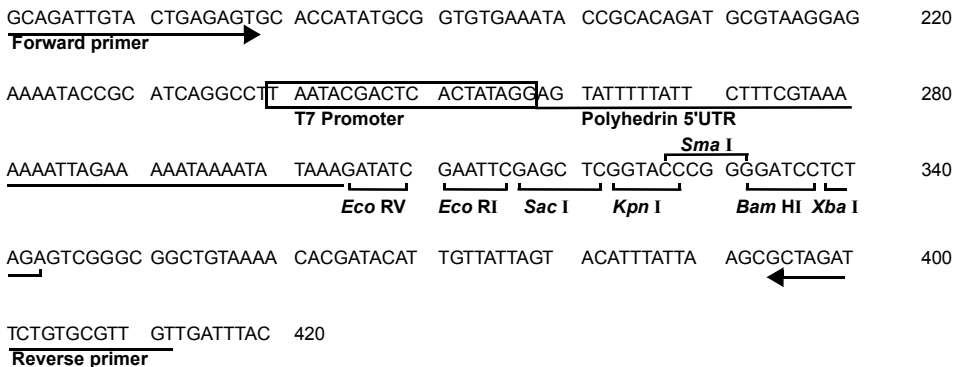 GCAGATTGTA CTGAGAGTGC ACCATATGCG GTGTGAAATA CCGCACAGAT GCGTAAGGAG 220
Forward primer
AAAATACCGC ATCAGGCCTT AATACGACTC ACTATAGGAG TATTTTTATT CTTTCGTAAA 280
T7 Promoter Polyhedrin 5'UTR
Sma I
AAAATTAGAA AAATAAAATA TAAAGATATC GAATTCGAGC TCGGTACCCG GGGATCCTCT 340
Eco RV Eco RI Sac I Kpn I Bam HI Xba I
AGAGTCGGGC GGCTGTAAAA CACGATACAT TGTTATTAGT ACATTTATTA AGCGCTAGAT 400
TCTGTGCGTT GTTGATTTAC 420
Reverse primer